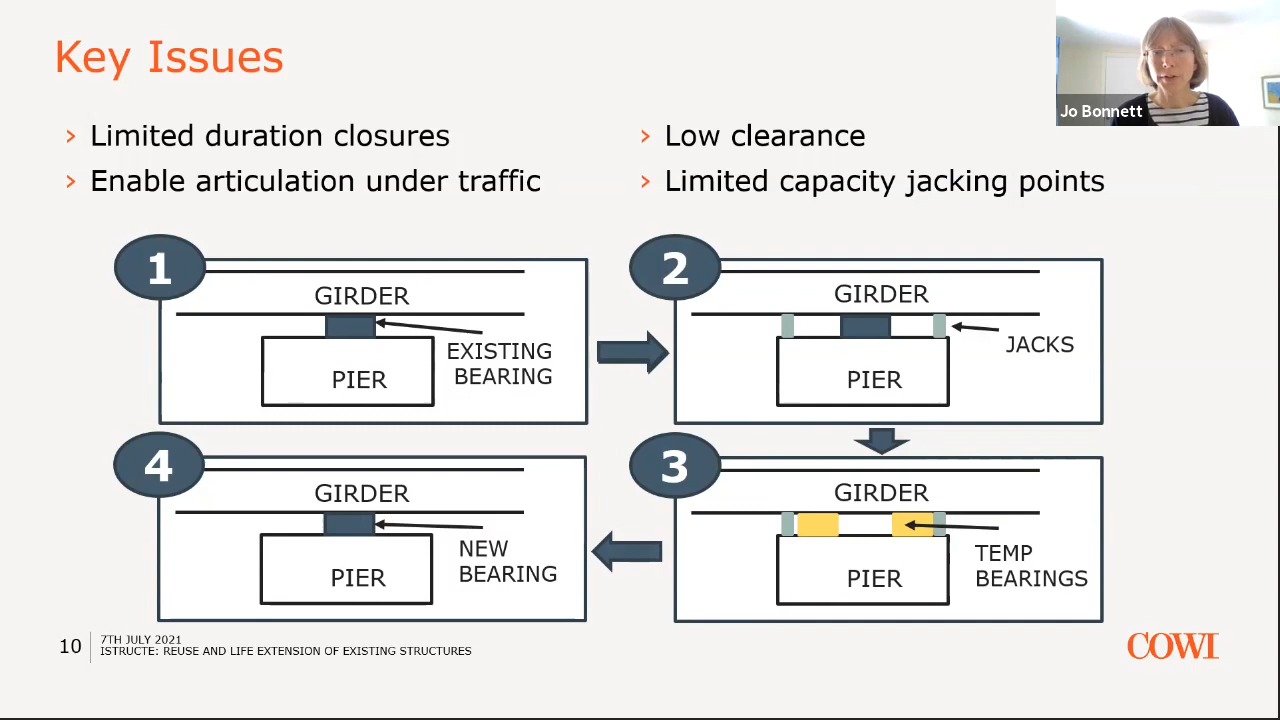 Key Issues
Jo Bonnett
› Limited duration closures
› Enable articulation under traffic
› Low clearance
› Limited capacity jacking points
1
GIRDER
EXISTING
BEARING
PIER
2
GIRDER
JACKS
PIER
4
GIRDER
NEW
BEARING
PIER
3
GIRDER
TEMP
BEARINGS
PIER
10
7TH JULY 2021
ISTRUCTE: REUSE AND LIFE EXTENSION OF EXISTING STRUCTURES
COWI